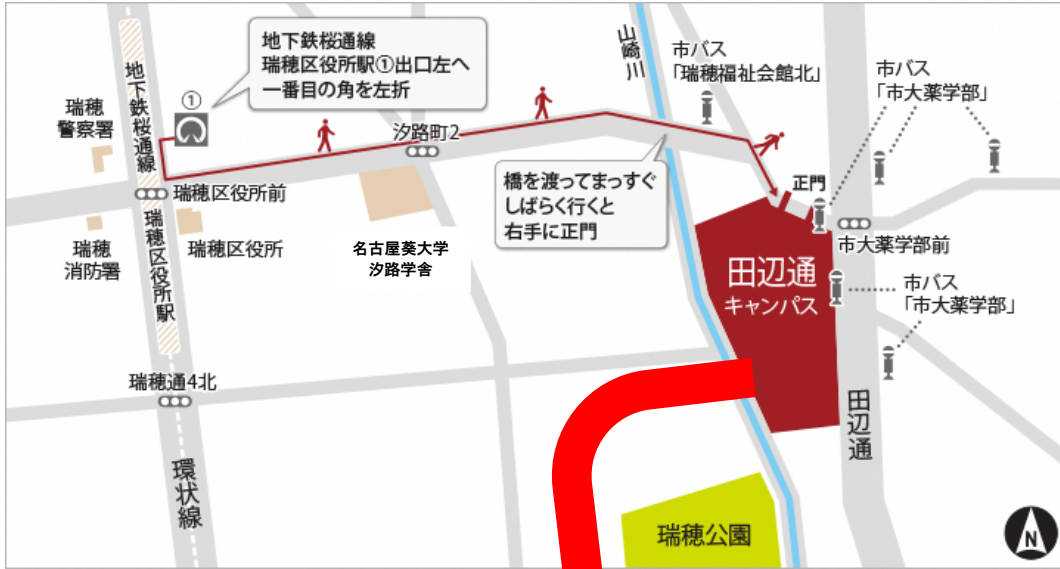 地下鉄桜通線
瑞穂区役所駅①出口左へ
一番目の角を左折
①
地下鉄桜通線
瑞穂区役所駅
瑞穂
警察署
瑞穂区役所前
瑞穂
消防署
瑞穂区役所
汐路町2
名古屋葵大学
汐路学舎
山崎川
市バス
「瑞穂福祉会館北」
市バス
「市大薬学部」
橋を渡ってまっすぐ
しばらく行くと
右手に正門
正門
市大薬学部前
田辺通
キャンパス
市バス
「市大薬学部」
瑞穂通4北
環状線
田辺通
瑞穂公園
N